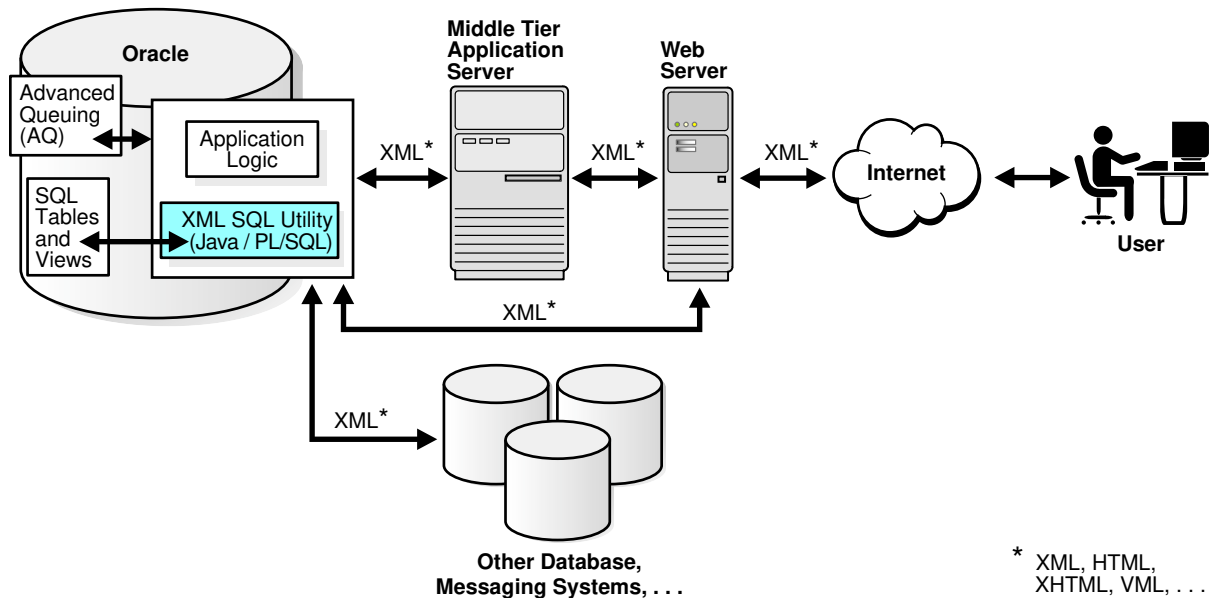 Oracle
Advanced
Queuing
(AQ)
Application
Logic
SQL
Tables
and
Views
XML SQL Utility
(Java / PL/SQL)
XML*
Middle Tier
Application
Server
XML*
Web
Server
XML*
Internet
User
XML*
XML*
Other Database,
Messaging Systems, . . .
* XML, HTML,
XHTML, VML, . . .